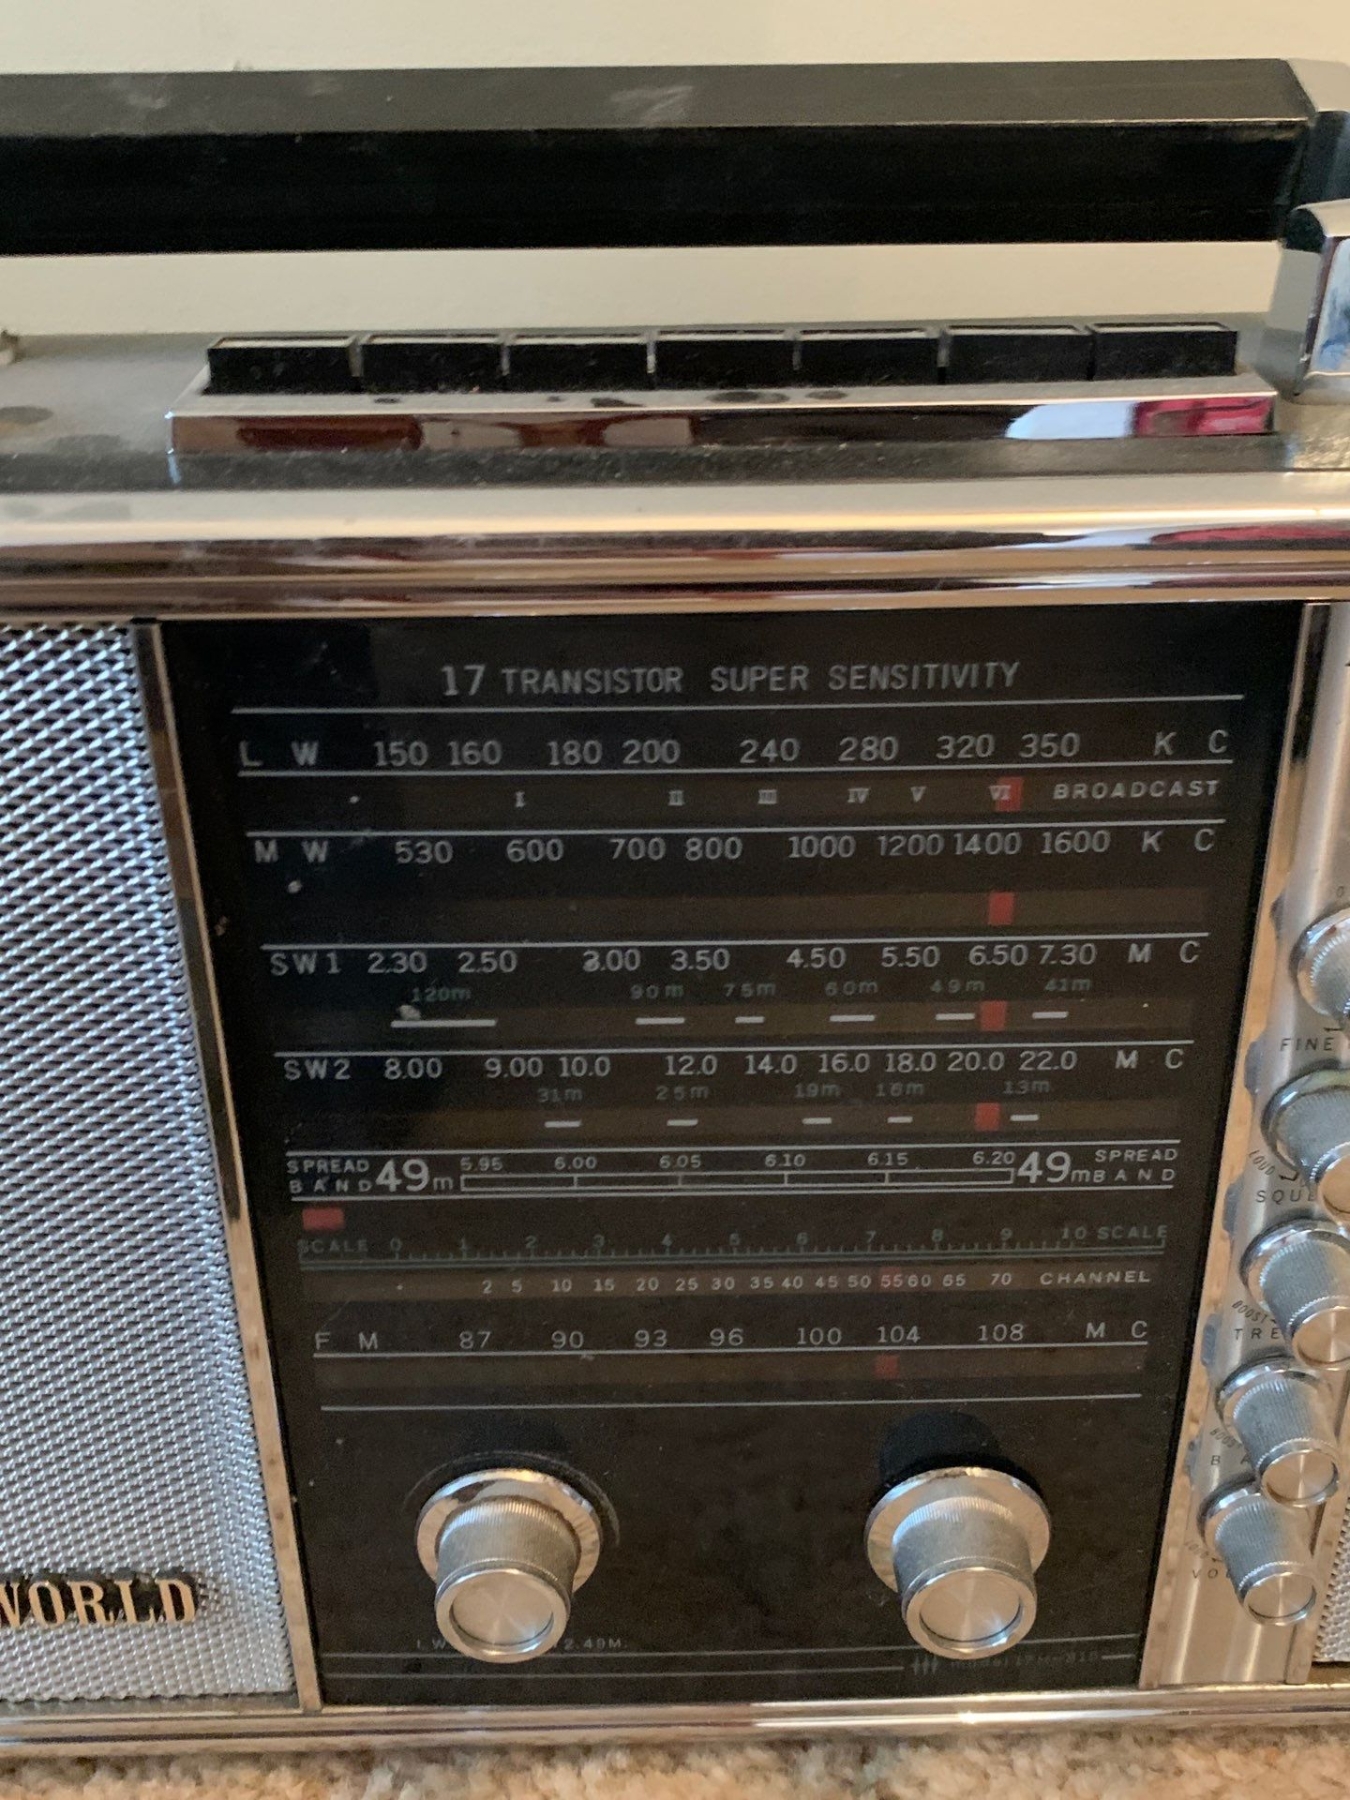 17 TRANSISTOR SUPER SENSITIVITY
L W 150 160 180 200 240 280 320 350 K C
I II III IV V VI BROADCAST
M W 530 600 700 800 1000 1200 1400 1600 K C
SW1 2.30 2.50 3.00 3.50 4.50 5.50 6.50 7.30 M C
120m 90m 75m 60m 49m 41m
SW2 8.00 9.00 10.0 12.0 14.0 16.0 18.0 20.0 22.0 M C
31m 25m 19m 16m 13m
SPREAD BAND 49m 5.95 6.00 6.05 6.10 6.15 6.20 49m SPREAD BAND
SCALE 0 1 2 3 4 5 6 7 8 9 10 SCALE
2 5 10 15 20 25 30 35 40 45 50 55 60 65 70 CHANNEL
F M 87 90 93 96 100 104 108 M C
WORLD
FINE
LOUD
SQU
BOOST
TRE
B A
VO
L W 2.49M.